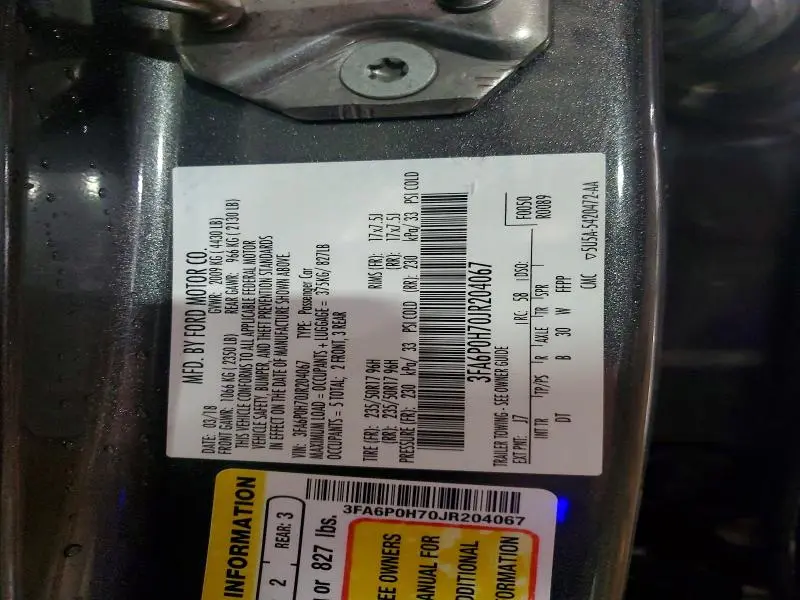 MFD. BY FORD MOTOR CO.
DATE: 03/18 GVWR: 2009 KG (4430 LB)
FRONT GAWR: 1066 KG (2350 LB) REAR GAWR: 966 KG (2130 LB)
THIS VEHICLE CONFORMS TO ALL APPLICABLE FEDERAL MOTOR
VEHICLE SAFETY, BUMPER, AND THEFT PREVENTION STANDARDS
IN EFFECT ON THE DATE OF MANUFACTURE SHOWN ABOVE.
VIN: 3FA6P0H70JR204067 TYPE: Passenger Car
MAXIMUM LOAD = OCCUPANTS + LUGGAGE = 375KG/ 827LB
OCCUPANTS = 5 TOTAL: 2 FRONT, 3 REAR
TIRE (FR): 235/50R17 96H RIMS (FR): 17x7.5J
(RR): 235/50R17 96H (RR): 17x7.5J
PRESSURE (FR): 230 kPa/ 33 PSI COLD (RR): 230 kPa/ 33 PSI COLD
3FA6P0H70JR204067
TRAILER TOWING - SEE OWNER GUIDE
F0050
R0089
EXT PNT: J7 RC: 58 DSO:
INT TR TP/PS R AXLE TR SPR
DT B 30 W FFPP
CMC ▽5U5A-5420472-AA
3FA6P0H70JR204067
INFORMATION
2 REAR: 3
or 827 lbs.
SEE OWNERS
MANUAL FOR
ADDITIONAL
INFORMATION